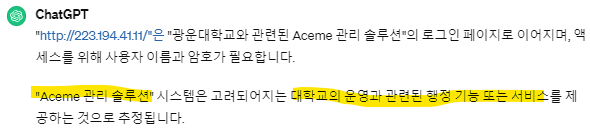 ChatGPT
"http://223.194.41.11/"은 "광운대학교와 관련된 Aceme 관리 솔루션"의 로그인 페이지로 이어지며, 액
세스를 위해 사용자 이름과 암호가 필요합니다.
"Aceme 관리 솔루션" 시스템은 고려되어지는 대학교의 운영과 관련된 행정 기능 또는 서비스를 제
공하는 것으로 추정됩니다.